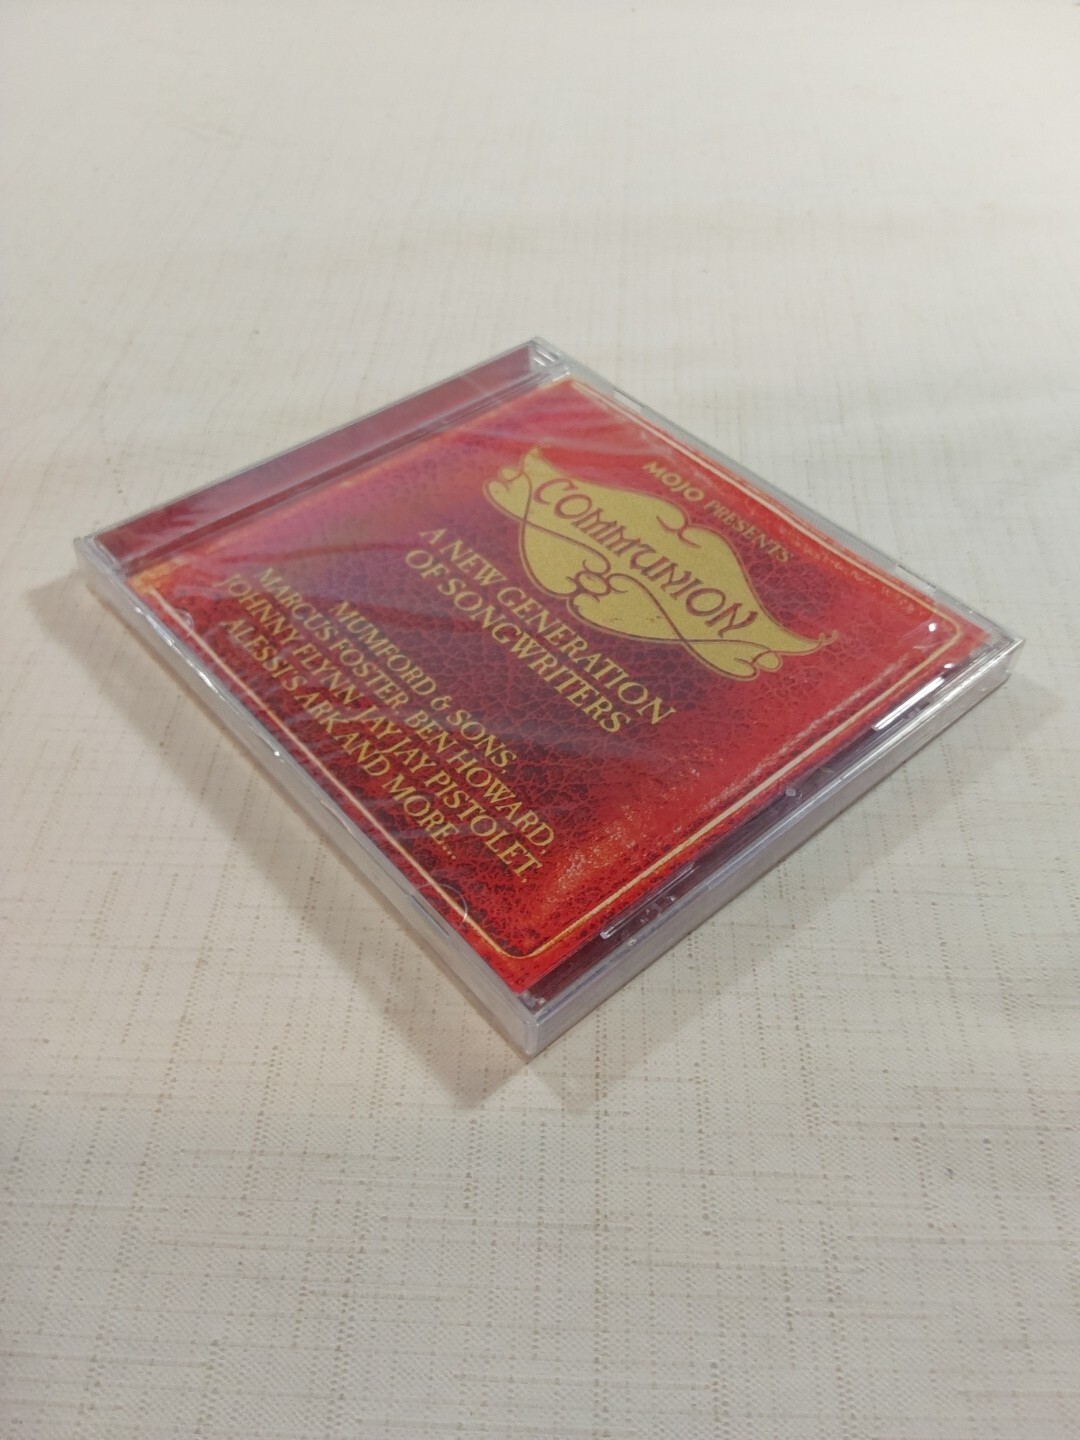 MOJO PRESENTS
COMMUNION
A NEW GENERATION
OF SONGWRITERS
MUMFORD & SONS,
MARCUS FOSTER, BEN HOWARD
JOHNNY FLYNN, JAY JAY PISTOLET,
ALESSI'S ARK AND MORE...